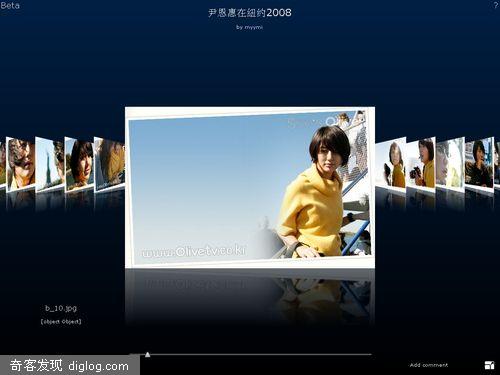 Beta
?
尹恩惠在纽约2008
by myymi
Olive
www.Olivetv.co.kr
b_10.jpg
[object Object]
Add comment
奇客发现 diglog.com